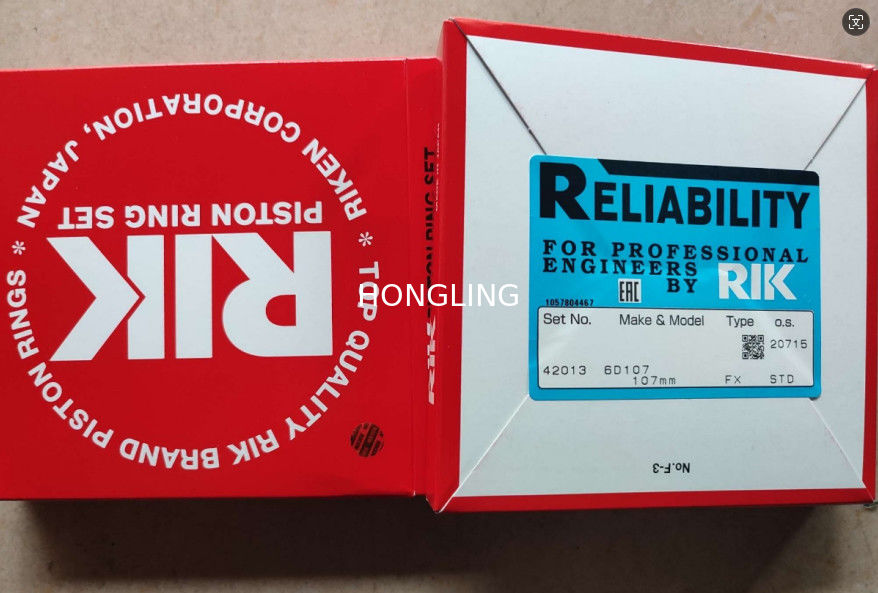 RIKEN CORPORATION, JAPAN
* TOP QUALITY RIK BRAND PISTON RINGS *
RIK
PISTON RING SET
RIK PISTON RING SET
HONGLING
RELIABILITY
FOR PROFESSIONAL
ENGINEERS
BY RIK
EAC
1057804467
Set No. Make & Model Type o.s.
20715
42013 6D107
107mm FX STD
No.F-3